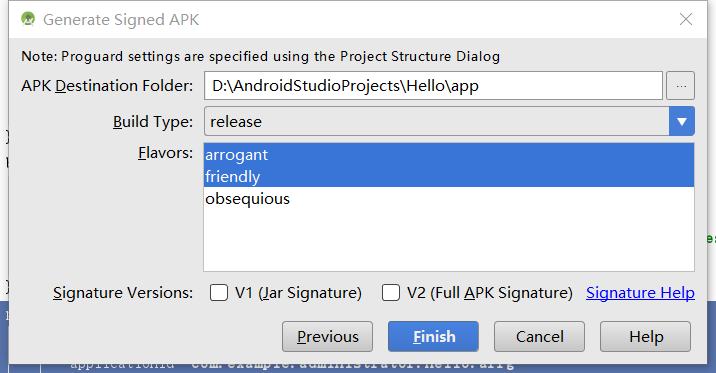 Generate Signed APK
Note: Proguard settings are specified using the Project Structure Dialog
APK Destination Folder: D:\AndroidStudioProjects\Hello\app ...
Build Type: release
Flavors: arrogant
friendly
obsequious
Signature Versions: V1 (Jar Signature) V2 (Full APK Signature) Signature Help
Previous Finish Cancel Help